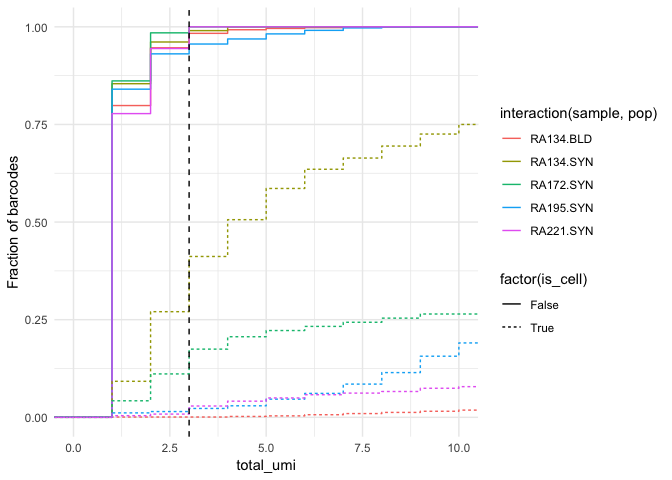 1.00
0.75
0.50
0.25
0.00
Fraction of barcodes
0.0
2.5
5.0
7.5
10.0
total_umi
interaction(sample, pop)
RA134.BLD
RA134.SYN
RA172.SYN
RA195.SYN
RA221.SYN
factor(is_cell)
False
True